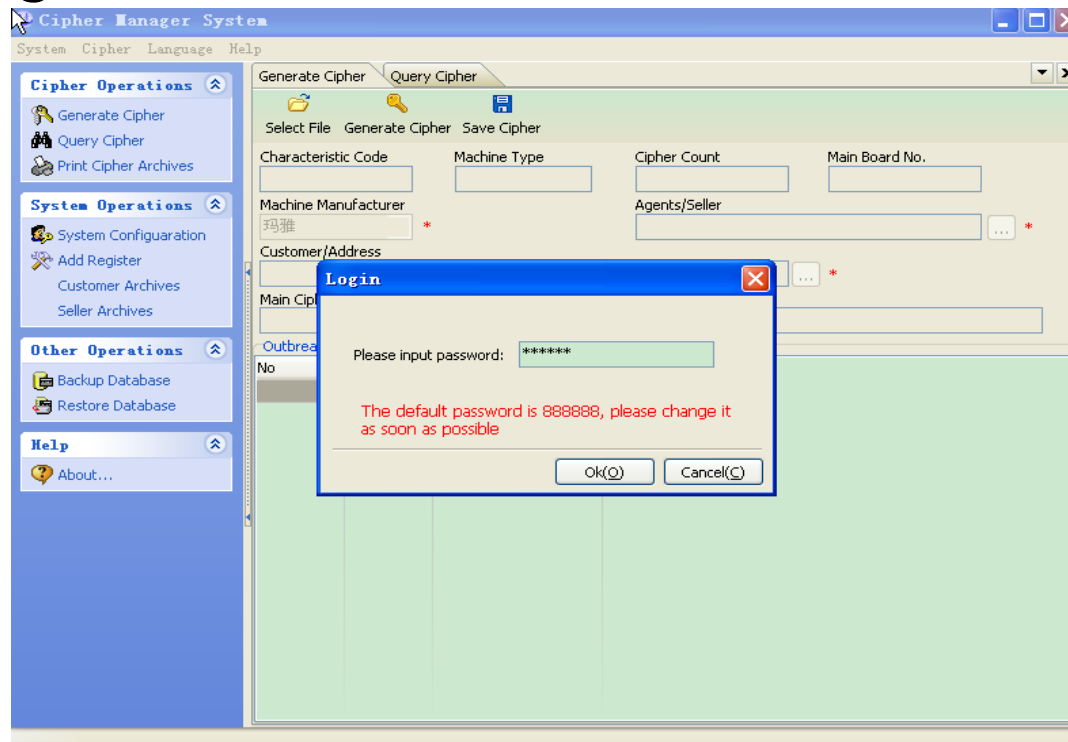 Cipher Manager System
System Cipher Language Help
Cipher Operations
Generate Cipher
Query Cipher
Print Cipher Archives
System Operations
System Configuaration
Add Register
Customer Archives
Seller Archives
Other Operations
Backup Database
Restore Database
Help
About...
Generate Cipher Query Cipher
Select File Generate Cipher Save Cipher
Characteristic Code Machine Type Cipher Count Main Board No.
Machine Manufacturer Agents/Seller
玛雅 * ... *
Customer/Address
... *
Main Cip
Outbrea
No
Login
Please input password: ******
The default password is 888888, please change it
as soon as possible
Ok(O) Cancel(C)